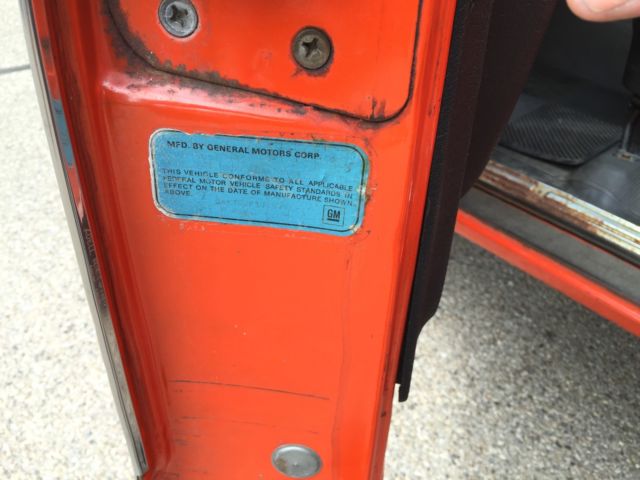 MFD. BY GENERAL MOTORS CORP.
THIS VEHICLE CONFORMS TO ALL APPLICABLE
FEDERAL MOTOR VEHICLE SAFETY STANDARDS IN
EFFECT ON THE DATE OF MANUFACTURE SHOWN
ABOVE.
GM